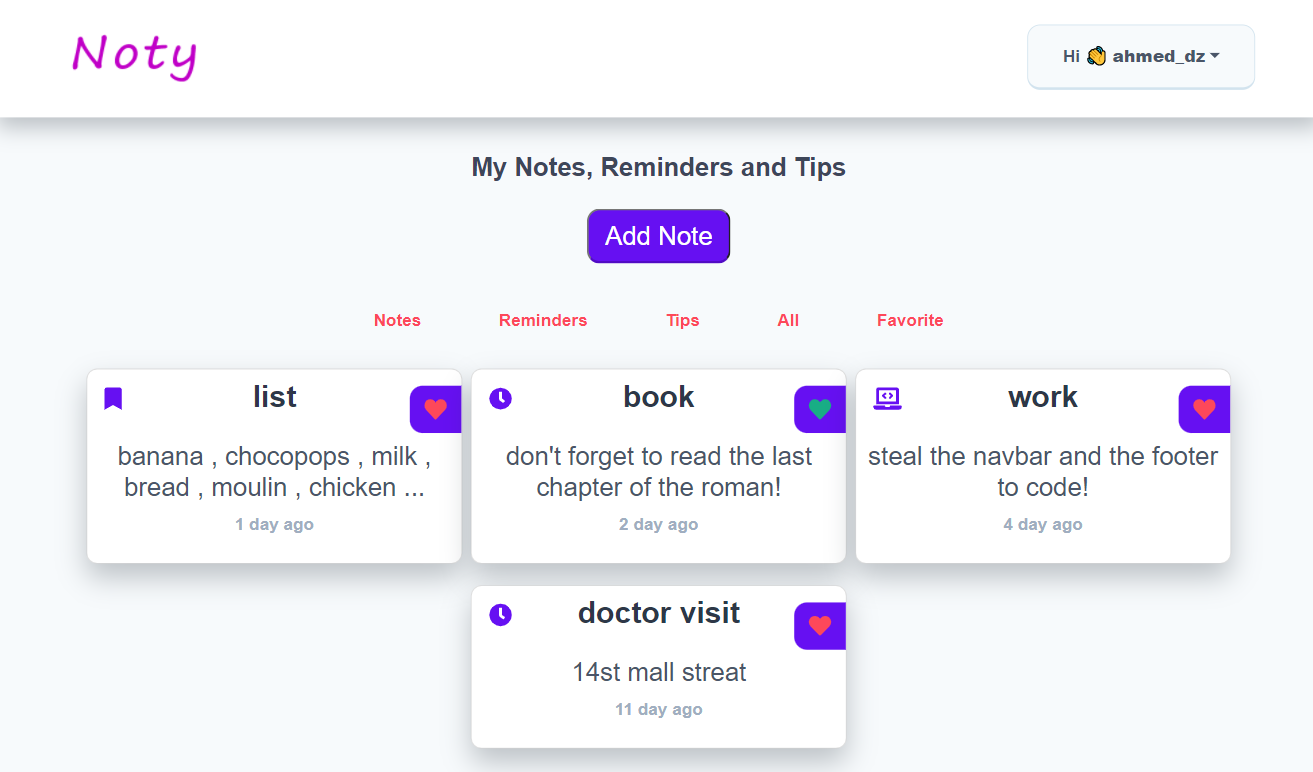 Noty
Hi 👋 ahmed_dz
My Notes, Reminders and Tips
Add Note
Notes Reminders Tips All Favorite
list
banana , chocopops , milk ,
bread , moulin , chicken ...
1 day ago
book
don't forget to read the last
chapter of the roman!
2 day ago
work
steal the navbar and the footer
to code!
4 day ago
doctor visit
14st mall streat
11 day ago